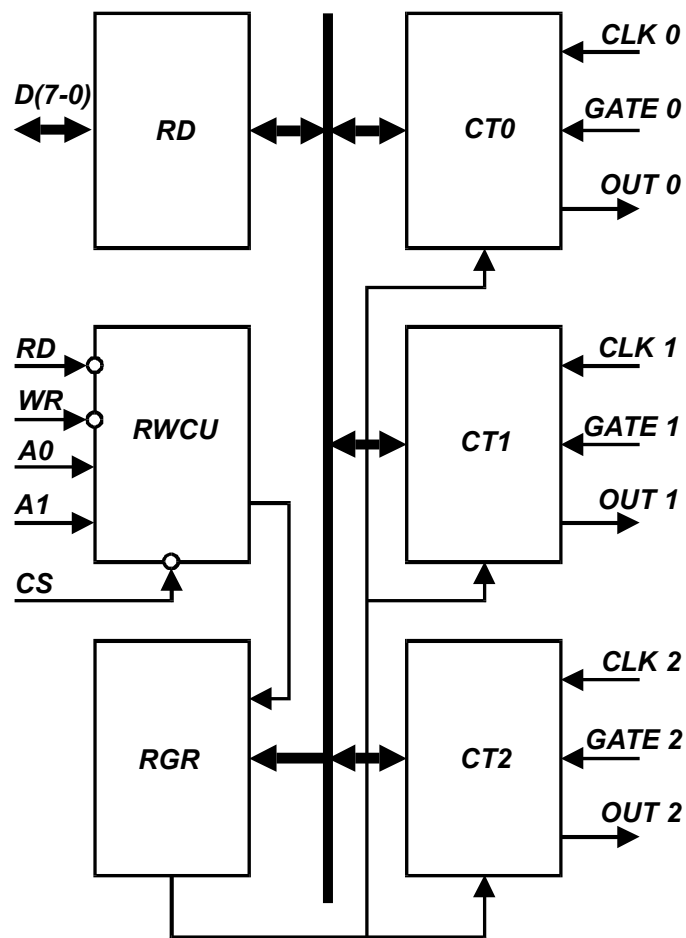 D(7-0)
RD
CT0
CLK 0
GATE 0
OUT 0
RD
WR
A0
A1
CS
RWCU
CT1
CLK 1
GATE 1
OUT 1
RGR
CT2
CLK 2
GATE 2
OUT 2